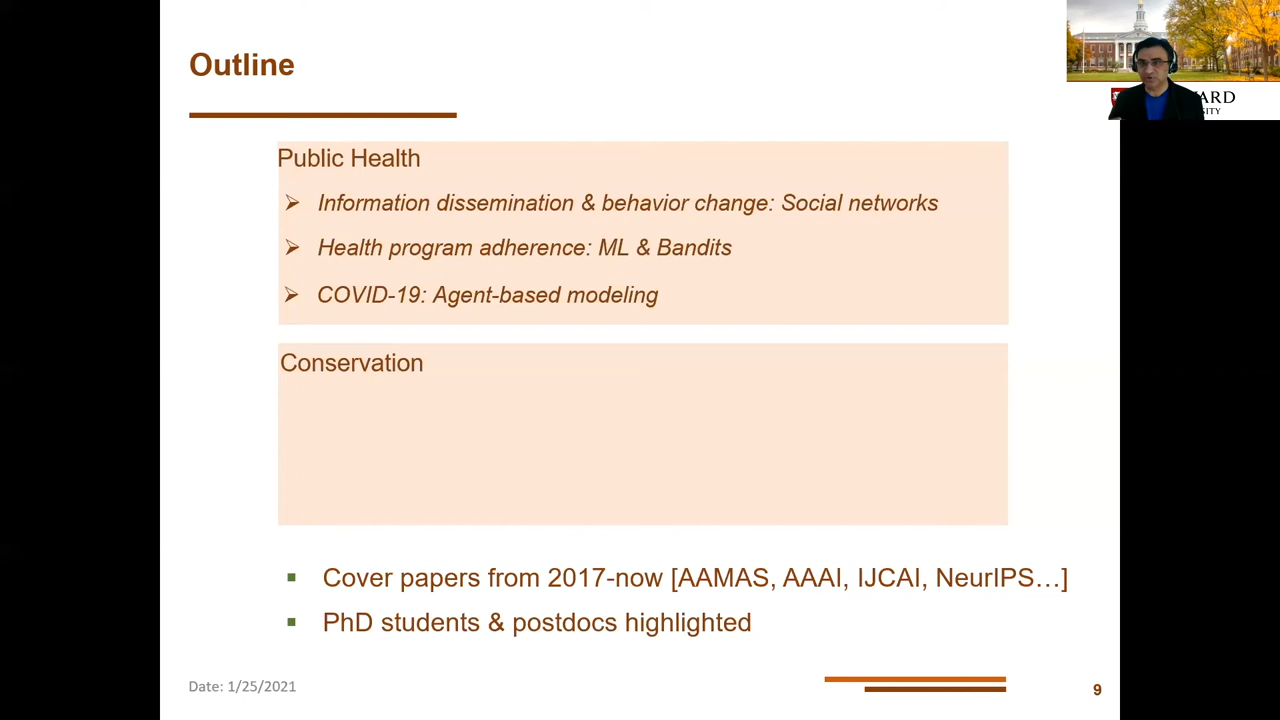 Outline
Public Health
Information dissemination & behavior change: Social networks
Health program adherence: ML & Bandits
COVID-19: Agent-based modeling
Conservation
Cover papers from 2017-now [AAMAS, AAAI, IJCAI, NeurIPS…]
PhD students & postdocs highlighted
Date: 1/25/2021
9